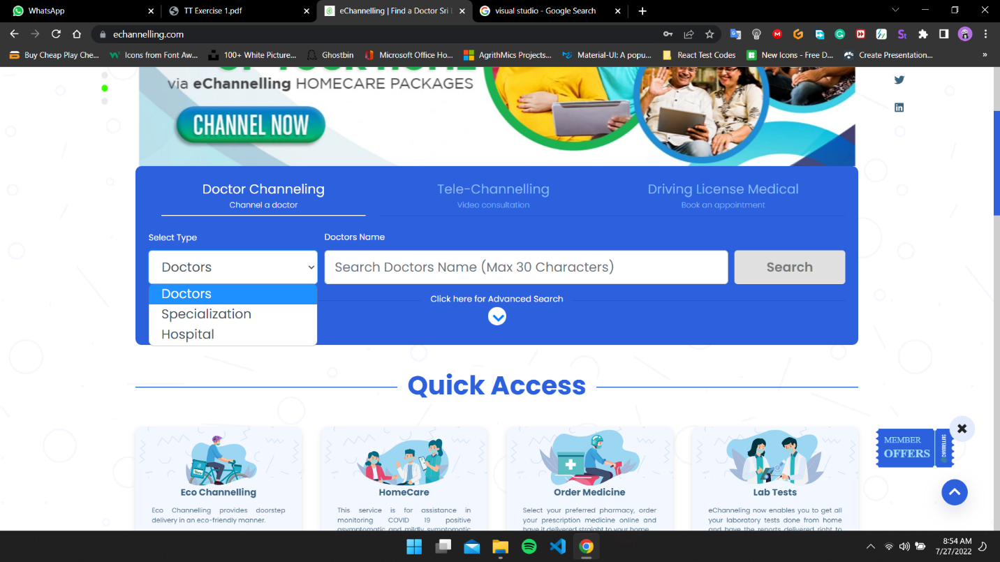 WhatsApp
TT Exercise 1.pdf
eChannelling | Find a Doctor Sri L
visual studio - Google Search
echannelling.com
Buy Cheap Play Che...
Icons from Font Aw...
100+ White Picture...
Ghostbin
Microsoft Office Ho...
AgrithMics Projects...
Material-UI: A popu...
React Test Codes
New Icons - Free D...
Create Presentation...
via eChannelling HOMECARE PACKAGES
CHANNEL NOW
Doctor Channeling
Channel a doctor
Tele-Channelling
Video consultation
Driving License Medical
Book an appointment
Select Type
Doctors Name
Doctors
Search Doctors Name (Max 30 Characters)
Search
Doctors
Specialization
Hospital
Click here for Advanced Search
Quick Access
MEMBER
OFFERS
Eco Channelling
Eco Channelling provides doorstep
delivery in an eco-friendly manner.
HomeCare
This service is for assistance in
monitoring COVID 19 positive
asymptomatic and mildly symptomatic
Order Medicine
Select your preferred pharmacy, order
your prescription medicine online and
have it delivered straight to your home
Lab Tests
eChannelling now enables you to get all
your laboratory tests done from home
and have the reports delivered right to
8:54 AM
7/27/2022